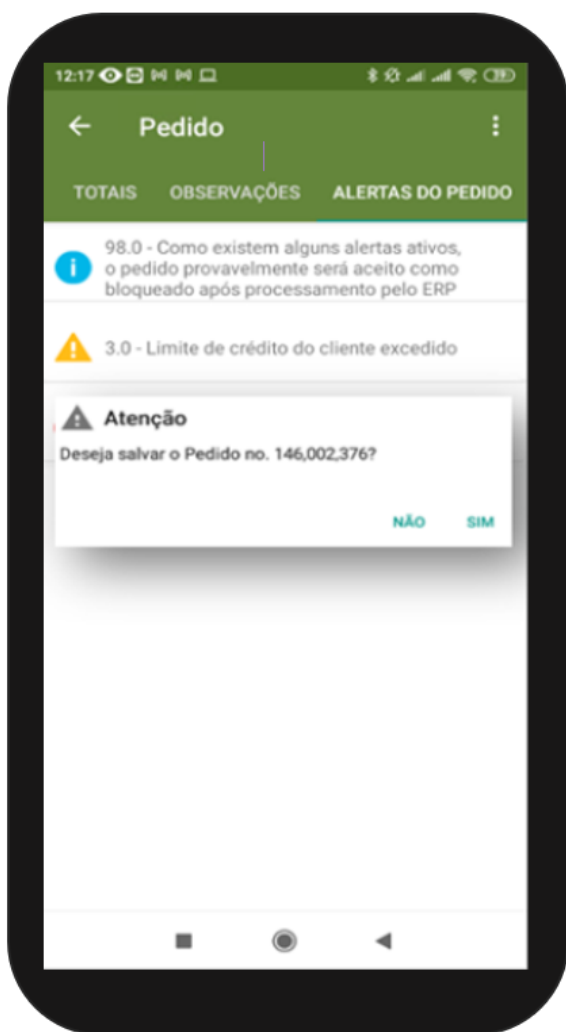 12:17
39
Pedido
TOTAIS OBSERVAÇÕES ALERTAS DO PEDIDO
98.0 - Como existem alguns alertas ativos,
o pedido provavelmente será aceito como
bloqueado após processamento pelo ERP
3.0 - Limite de crédito do cliente excedido
Atenção
Deseja salvar o Pedido no. 146,002,376?
NÃO SIM